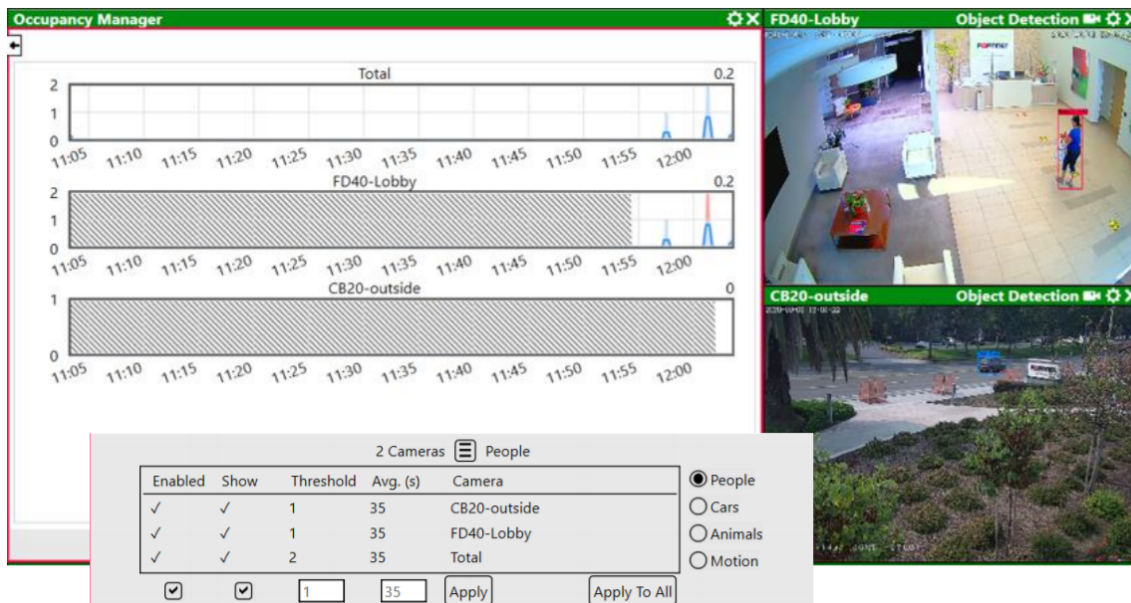 Occupancy Manager
Total 0.2
2
1
0
11:05 11:10 11:15 11:20 11:25 11:30 11:35 11:40 11:45 11:50 11:55 12:00
FD40-Lobby 0.2
2
1
0
11:05 11:10 11:15 11:20 11:25 11:30 11:35 11:40 11:45 11:50 11:55 12:00
CB20-outside 0
1
0
11:05 11:10 11:15 11:20 11:25 11:30 11:35 11:40 11:45 11:50 11:55 12:00
FD40-Lobby Object Detection
FORTINET
CB20-outside Object Detection
2 Cameras People
Enabled Show Threshold Avg. (s) Camera
✓ ✓ 1 35 CB20-outside
✓ ✓ 1 35 FD40-Lobby
✓ ✓ 2 35 Total
1 35 Apply Apply To All
People
Cars
Animals
Motion